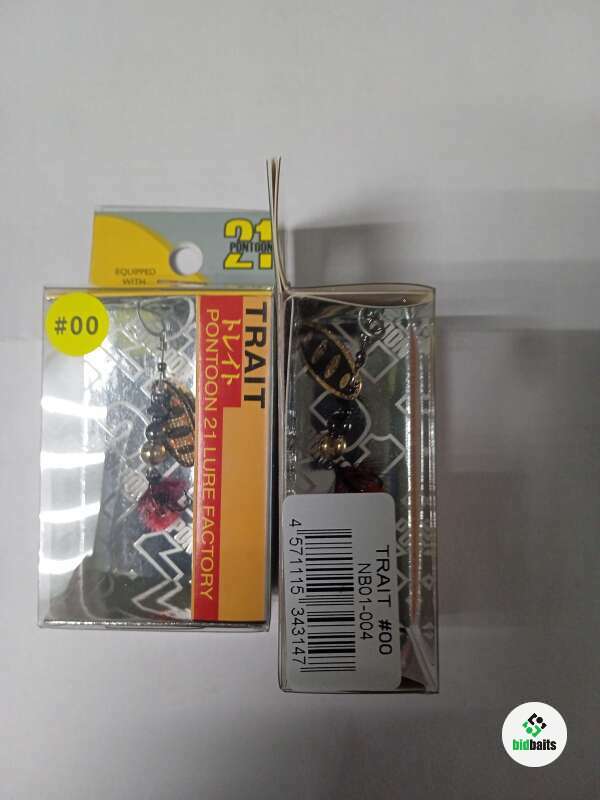 21
PONTOON
EQUIPPED
WITH
#00
TRAIT
トレイト
PONTOON 21 LURE FACTORY
TRAIT #00
NB01-004
4 571115 343147
bidbaits